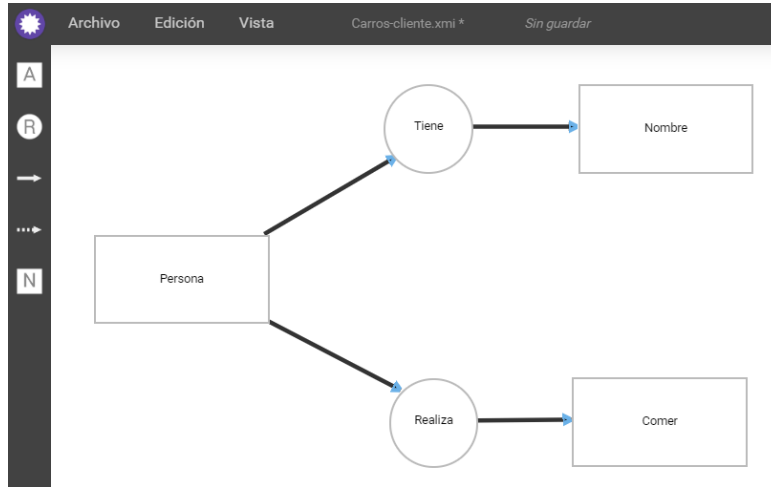 Archivo Edición Vista Carros-cliente.xmi * Sin guardar
A
R
N
Tiene
Nombre
Persona
Realiza
Comer